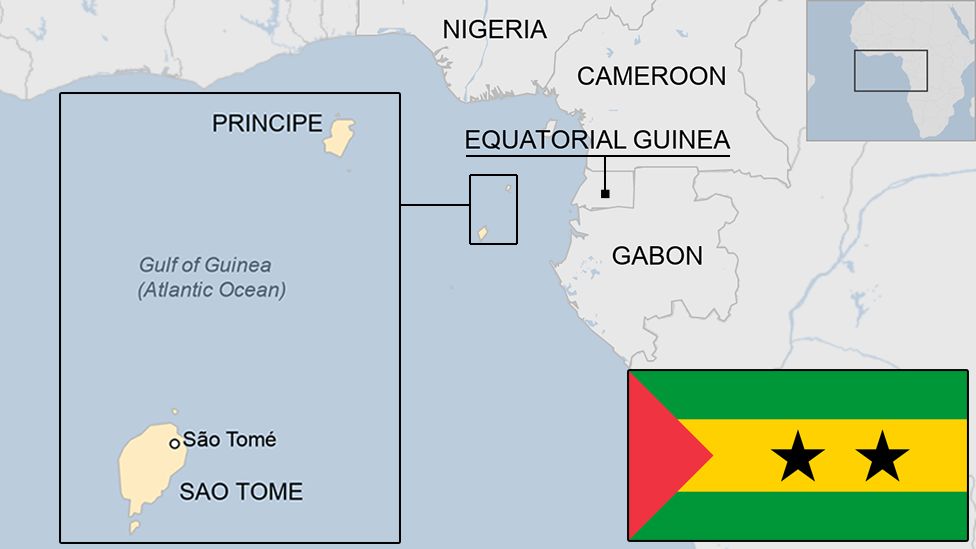 NIGERIA
CAMEROON
PRINCIPE
EQUATORIAL GUINEA
GABON
Gulf of Guinea
(Atlantic Ocean)
São Tomé
SAO TOME